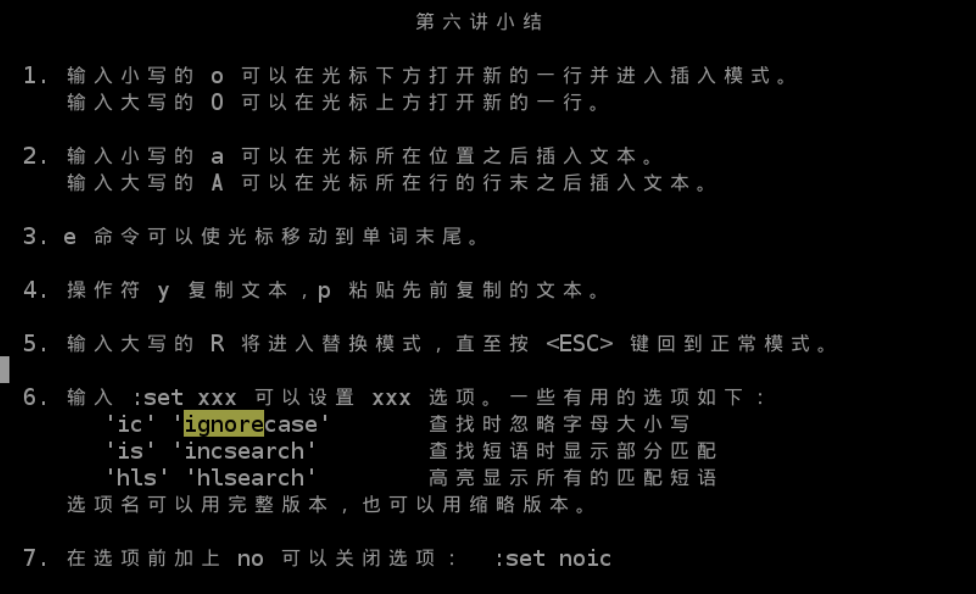 第六讲小结
1. 输入小写的 o 可以在光标下方打开新的一行并进入插入模式。
输入大写的 O 可以在光标上方打开新的一行。
2. 输入小写的 a 可以在光标所在位置之后插入文本。
输入大写的 A 可以在光标所在行的行末之后插入文本。
3. e 命令可以使光标移动到单词末尾。
4. 操作符 y 复制文本,p 粘贴先前复制的文本。
5. 输入大写的 R 将进入替换模式,直至按 <ESC> 键回到正常模式。
6. 输入 :set xxx 可以设置 xxx 选项。一些有用的选项如下:
'ic' 'ignorecase' 查找时忽略字母大小写
'is' 'incsearch' 查找短语时显示部分匹配
'hls' 'hlsearch' 高亮显示所有的匹配短语
选项名可以用完整版本,也可以用缩略版本。
7. 在选项前加上 no 可以关闭选项: :set noic